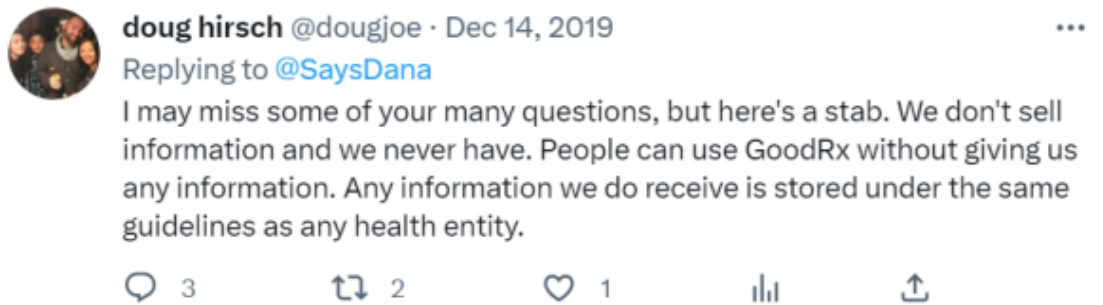 doug hirsch @dougjoe · Dec 14, 2019
Replying to @SaysDana
I may miss some of your many questions, but here's a stab. We don't sell
information and we never have. People can use GoodRx without giving us
any information. Any information we do receive is stored under the same
guidelines as any health entity.
3 2 1